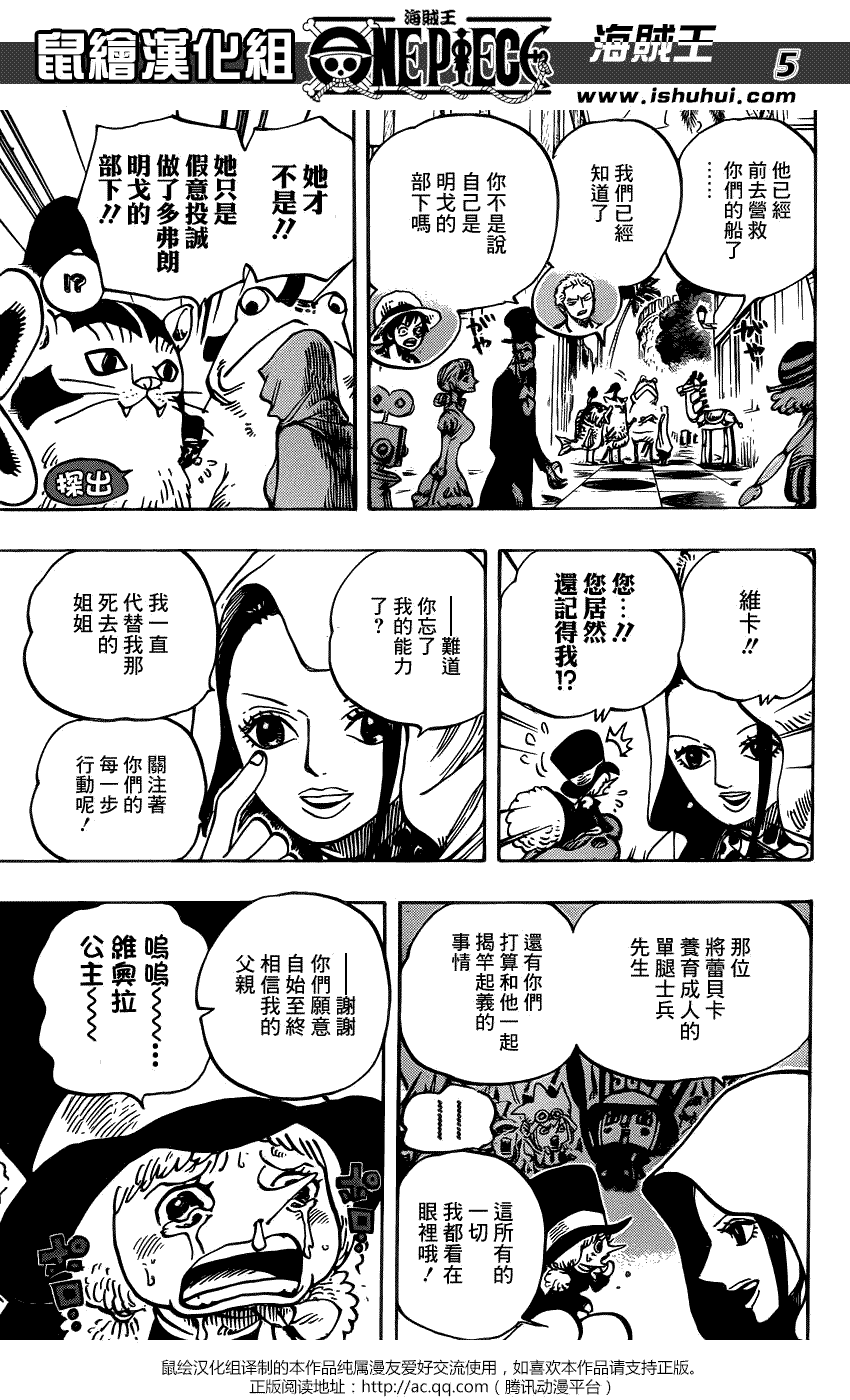 鼠繪漢化組
海賊王
ONE PIECE
海賊王
5
www.ishuhui.com
他已經
前去營救
你們的船了
……
我們已經
知道了
你不是說
自己是
明戈的
部下嗎
ガヤ
ガヤ
她才
不是!!
她只是
假意投誠
做了多弗朗
明戈的
部下!!
!?
探出
維卡!!
您…!!
您居然
還記得我!?
——難道
你忘了
我的能力
了?
我一直
代替我那
死去的
姐姐
關注著
你們的
每一步
行動呢!
那位
將蕾貝卡
養育成人的
單腿士兵
先生
還有你們
打算和他一起
揭竿起義的
事情
這所有的
一切
我都看在
眼裡哦!
——謝謝
你們願意
自始至終
相信我的
父親
嗚嗚~~…
維奧拉
公主~~~
鼠绘汉化组译制的本作品纯属漫友爱好交流使用，如喜欢本作品请支持正版。
正版阅读地址：http://ac.qq.com（腾讯动漫平台）